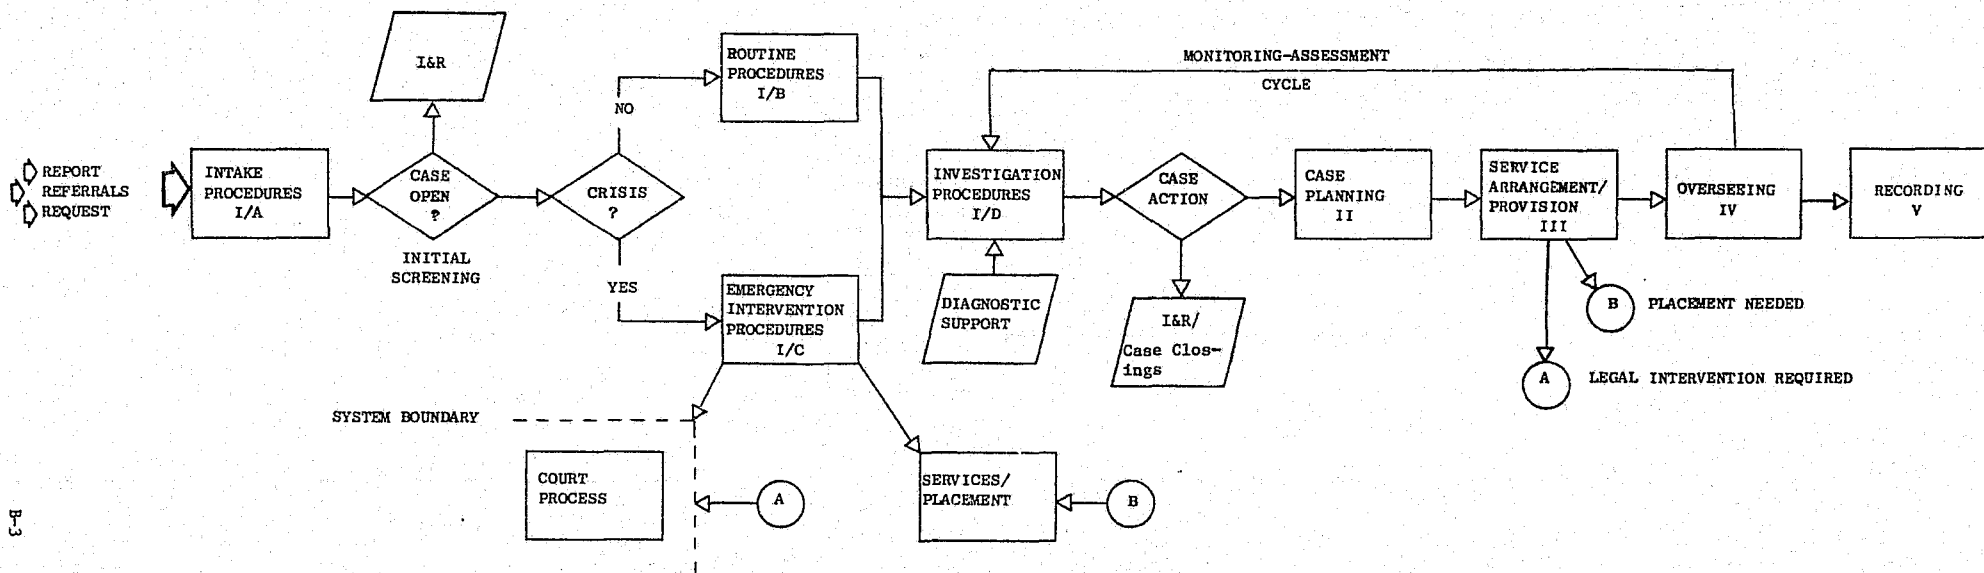 REPORT
REFERRALS
REQUEST
INTAKE
PROCEDURES
I/A
I&R
CASE
OPEN
?
INITIAL
SCREENING
CRISIS
?
NO
YES
ROUTINE
PROCEDURES
I/B
EMERGENCY
INTERVENTION
PROCEDURES
I/C
MONITORING-ASSESSMENT
CYCLE
INVESTIGATION
PROCEDURES
I/D
DIAGNOSTIC
SUPPORT
CASE
ACTION
I&R/
Case Clos-
ings
CASE
PLANNING
II
SERVICE
ARRANGEMENT/
PROVISION
III
OVERSEEING
IV
RECORDING
V
B
PLACEMENT NEEDED
A
LEGAL INTERVENTION REQUIRED
SYSTEM BOUNDARY
COURT
PROCESS
A
SERVICES/
PLACEMENT
B
B-3